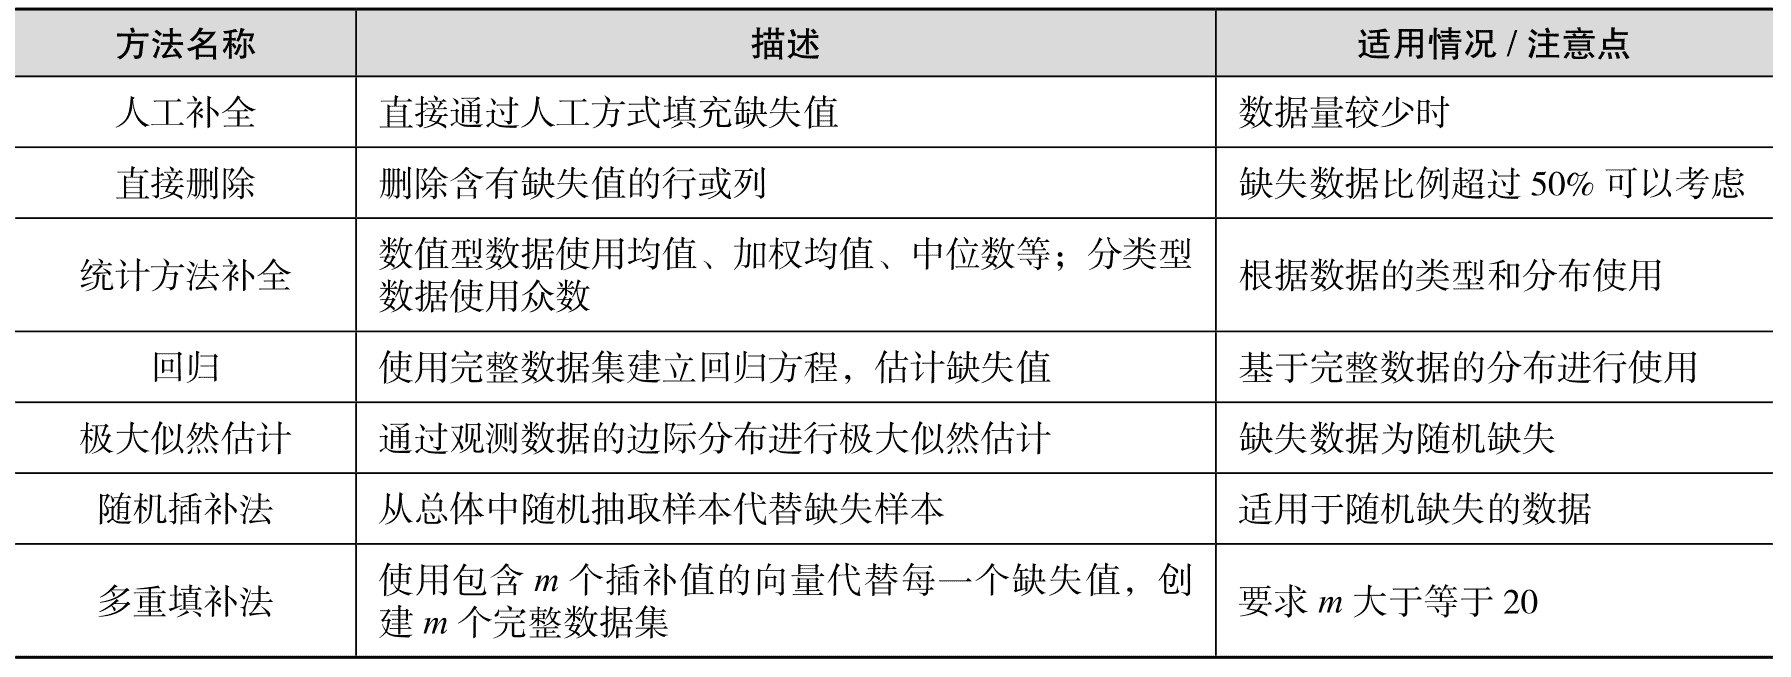 方法名称 描述 适用情况 / 注意点
人工补全 直接通过人工方式填充缺失值 数据量较少时
直接删除 删除含有缺失值的行或列 缺失数据比例超过 50% 可以考虑
统计方法补全 数值型数据使用均值、加权均值、中位数等；分类型
数据使用众数 根据数据的类型和分布使用
回归 使用完整数据集建立回归方程，估计缺失值 基于完整数据的分布进行使用
极大似然估计 通过观测数据的边际分布进行极大似然估计 缺失数据为随机缺失
随机插补法 从总体中随机抽取样本代替缺失样本 适用于随机缺失的数据
多重填补法 使用包含 m 个插补值的向量代替每一个缺失值，创
建 m 个完整数据集 要求 m 大于等于 20